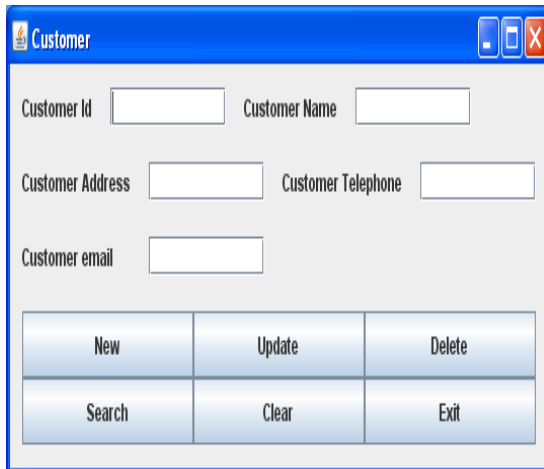 Customer
Customer Id Customer Name
Customer Address Customer Telephone
Customer email
New Update Delete
Search Clear Exit